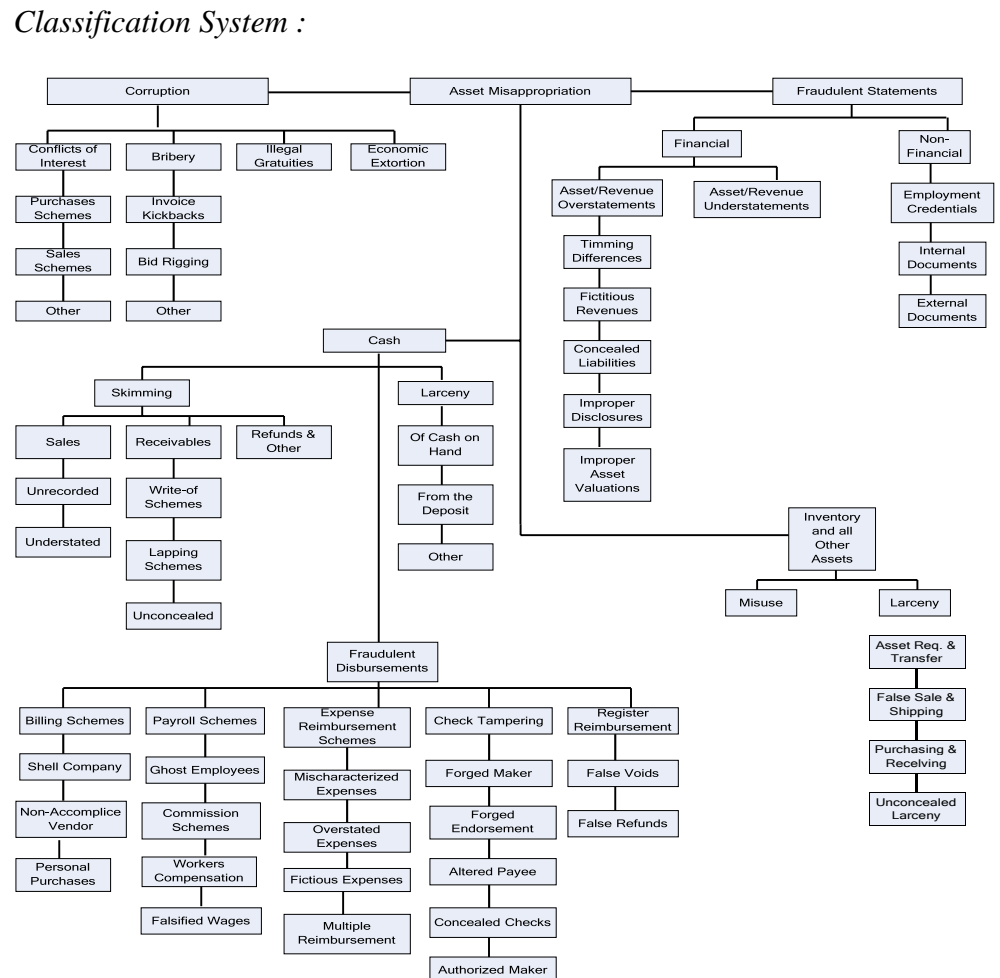 Classification System :
Corruption
Asset Misappropriation
Fraudulent Statements
Conflicts of
Interest
Bribery
Illegal
Gratuities
Economic
Extortion
Purchases
Schemes
Invoice
Kickbacks
Sales
Schemes
Bid Rigging
Other
Other
Financial
Non-
Financial
Asset/Revenue
Overstatements
Asset/Revenue
Understatements
Employment
Credentials
Timming
Differences
Internal
Documents
Fictitious
Revenues
External
Documents
Concealed
Liabilities
Improper
Disclosures
Improper
Asset
Valuations
Cash
Skimming
Larceny
Sales
Receivables
Refunds &
Other
Unrecorded
Write-of
Schemes
Understated
Lapping
Schemes
Unconcealed
Of Cash on
Hand
From the
Deposit
Other
Inventory
and all
Other
Assets
Misuse
Larceny
Asset Req. &
Transfer
False Sale &
Shipping
Purchasing &
Recelving
Unconcealed
Larceny
Fraudulent
Disbursements
Billing Schemes
Payroll Schemes
Expense
Reimbursement
Schemes
Check Tampering
Register
Reimbursement
Shell Company
Non-Accomplice
Vendor
Personal
Purchases
Ghost Employees
Commission
Schemes
Workers
Compensation
Falsified Wages
Mischaracterized
Expenses
Overstated
Expenses
Fictious Expenses
Multiple
Reimbursement
Forged Maker
Forged
Endorsement
Altered Payee
Concealed Checks
Authorized Maker
False Voids
False Refunds